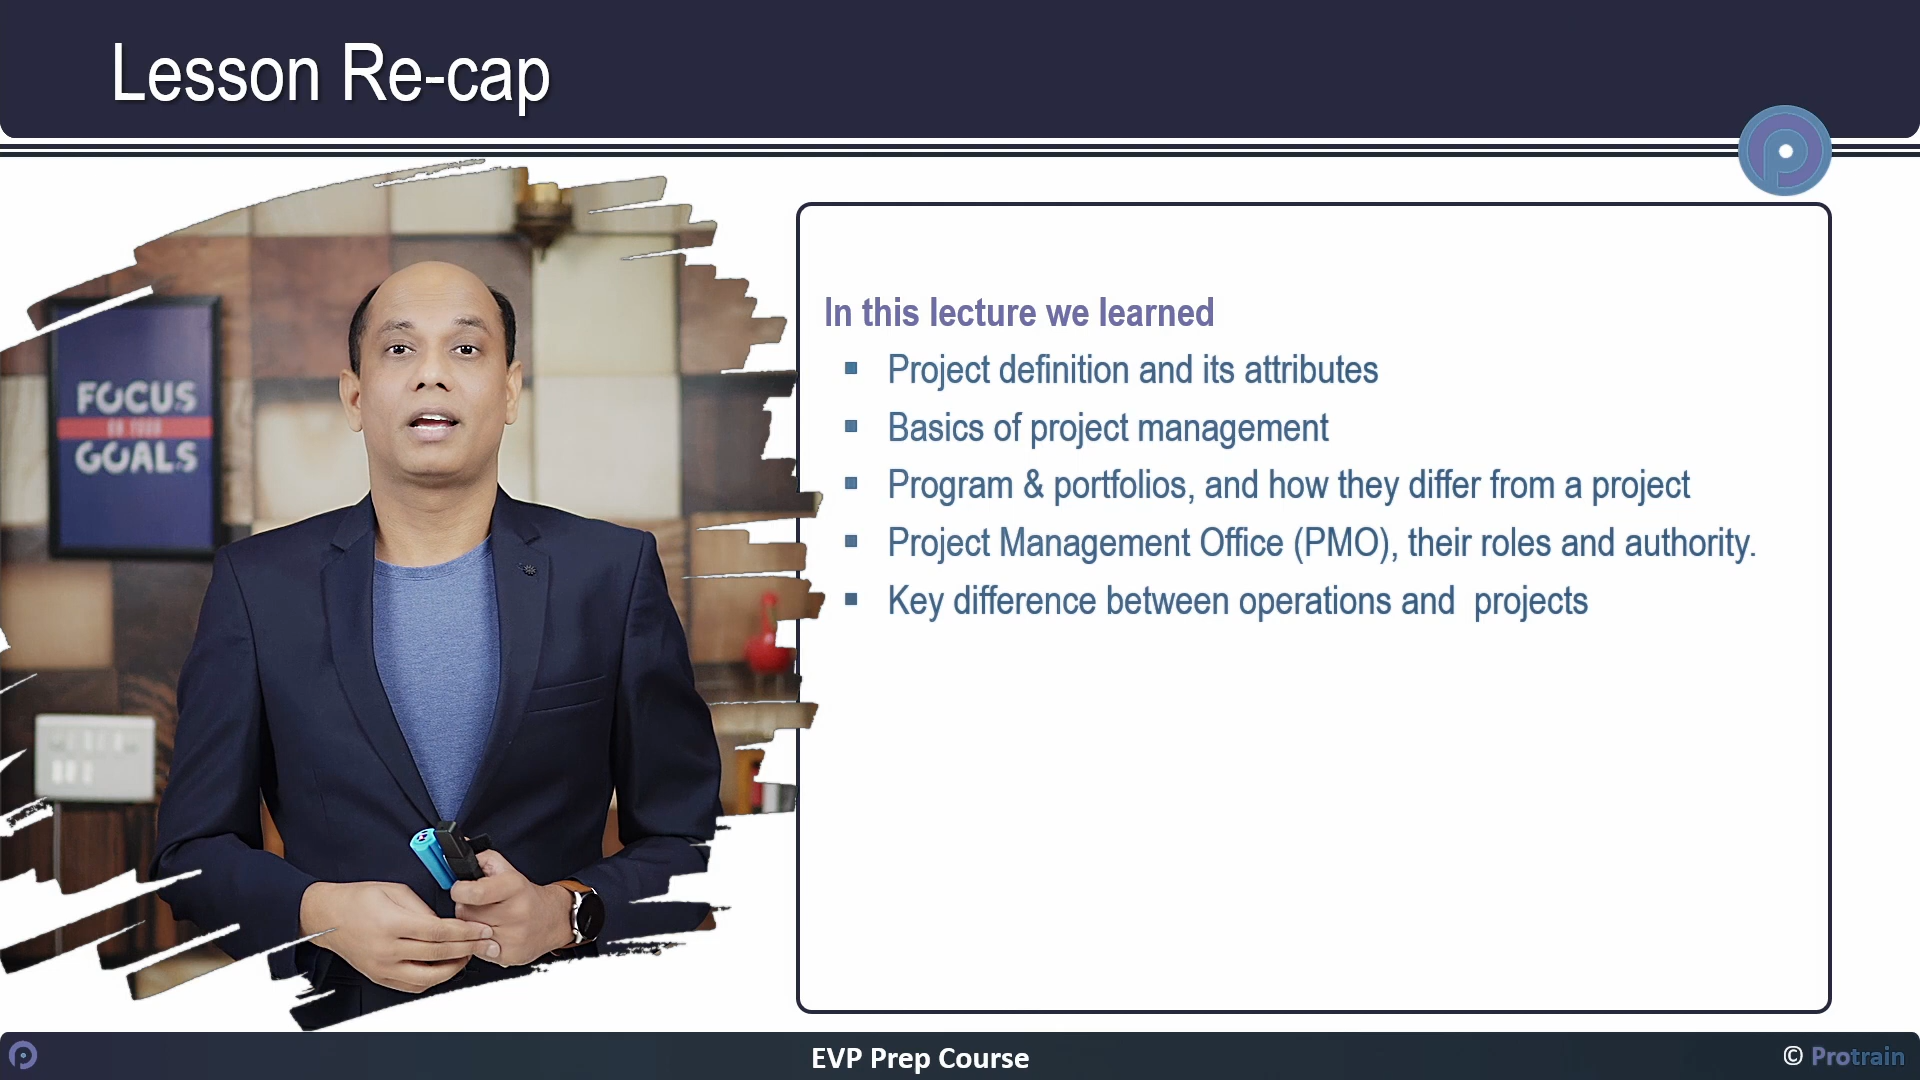 Lesson Re-cap
FOCUS
GOALS
In this lecture we learned
▪ Project definition and its attributes
▪ Basics of project management
▪ Program & portfolios, and how they differ from a project
▪ Project Management Office (PMO), their roles and authority.
▪ Key difference between operations and  projects
EVP Prep Course
© Protrain